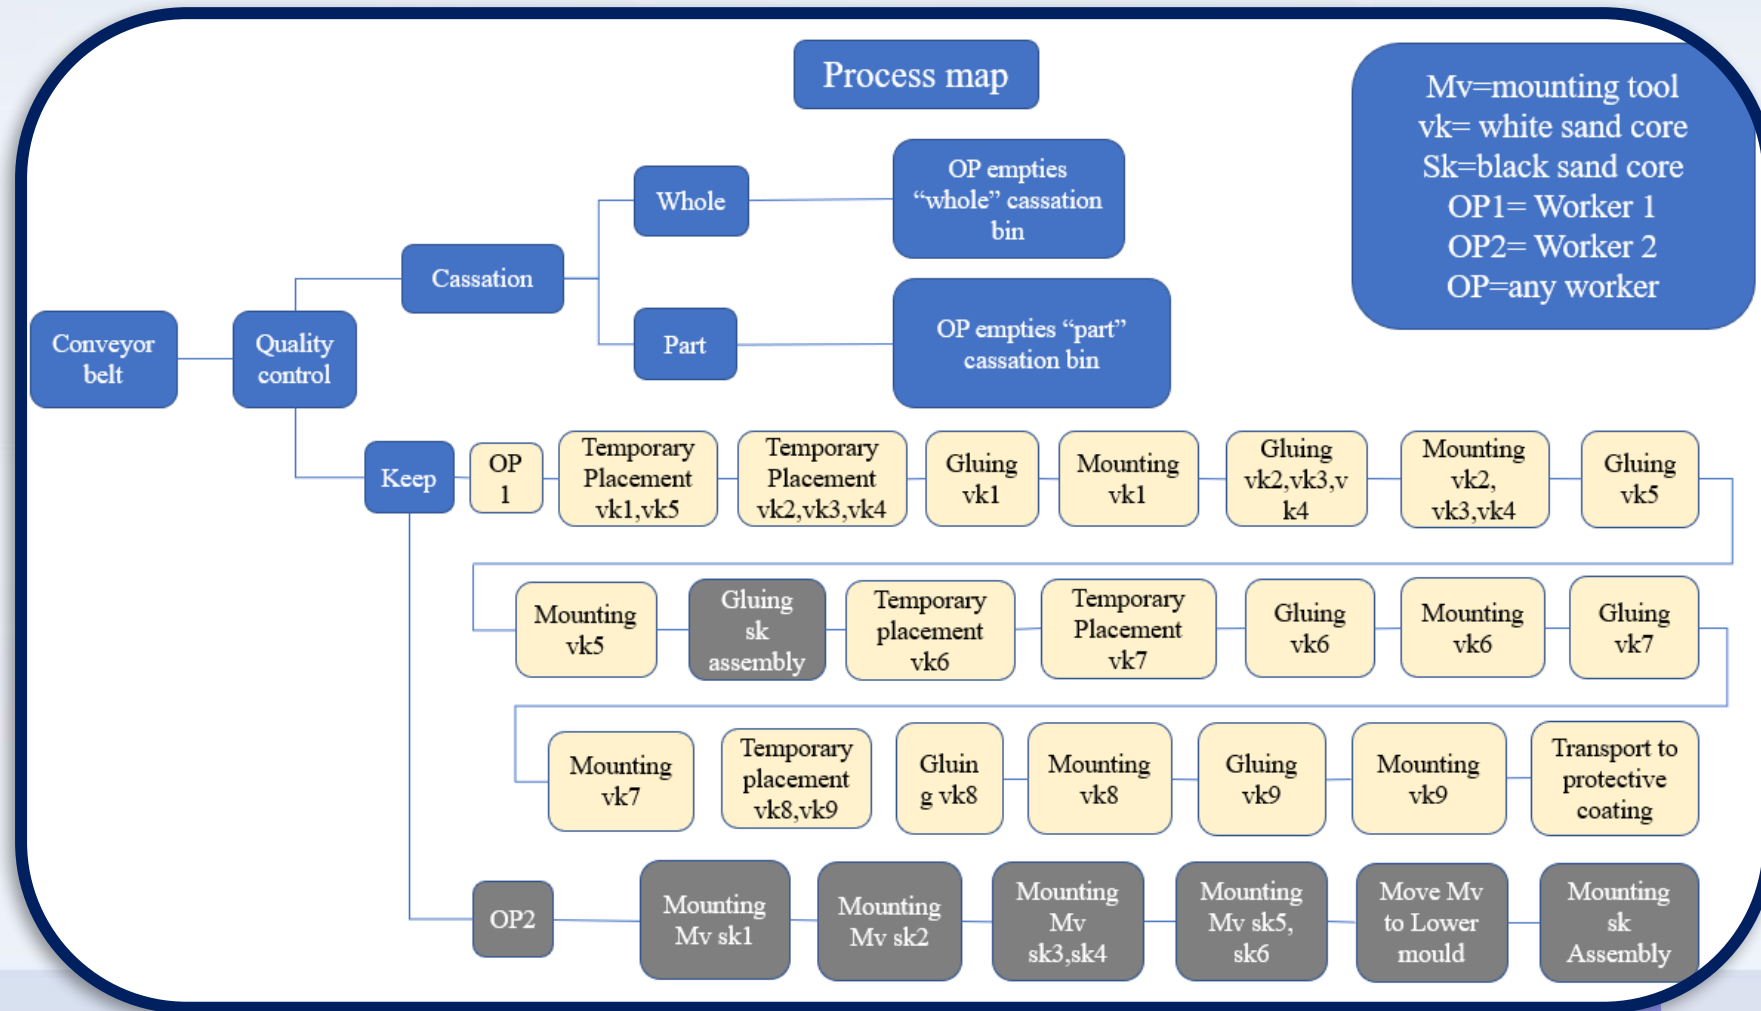 Process map
Mv=mounting tool
vk= white sand core
Sk=black sand core
OP1= Worker 1
OP2= Worker 2
OP=any worker
Conveyor
belt
Quality
control
Cassation
Whole
OP empties
“whole” cassation
bin
Part
OP empties “part”
cassation bin
Keep
OP
1
Temporary
Placement
vk1,vk5
Temporary
Placement
vk2,vk3,vk4
Gluing
vk1
Mounting
vk1
Gluing
vk2,vk3,v
k4
Mounting
vk2,
vk3,vk4
Gluing
vk5
Mounting
vk5
Gluing
sk
assembly
Temporary
placement
vk6
Temporary
Placement
vk7
Gluing
vk6
Mounting
vk6
Gluing
vk7
Mounting
vk7
Temporary
placement
vk8,vk9
Gluin
g vk8
Mounting
vk8
Gluing
vk9
Mounting
vk9
Transport to
protective
coating
OP2
Mounting
Mv sk1
Mounting
Mv sk2
Mounting
Mv
sk3,sk4
Mounting
Mv sk5,
sk6
Move Mv
to Lower
mould
Mounting
sk
Assembly